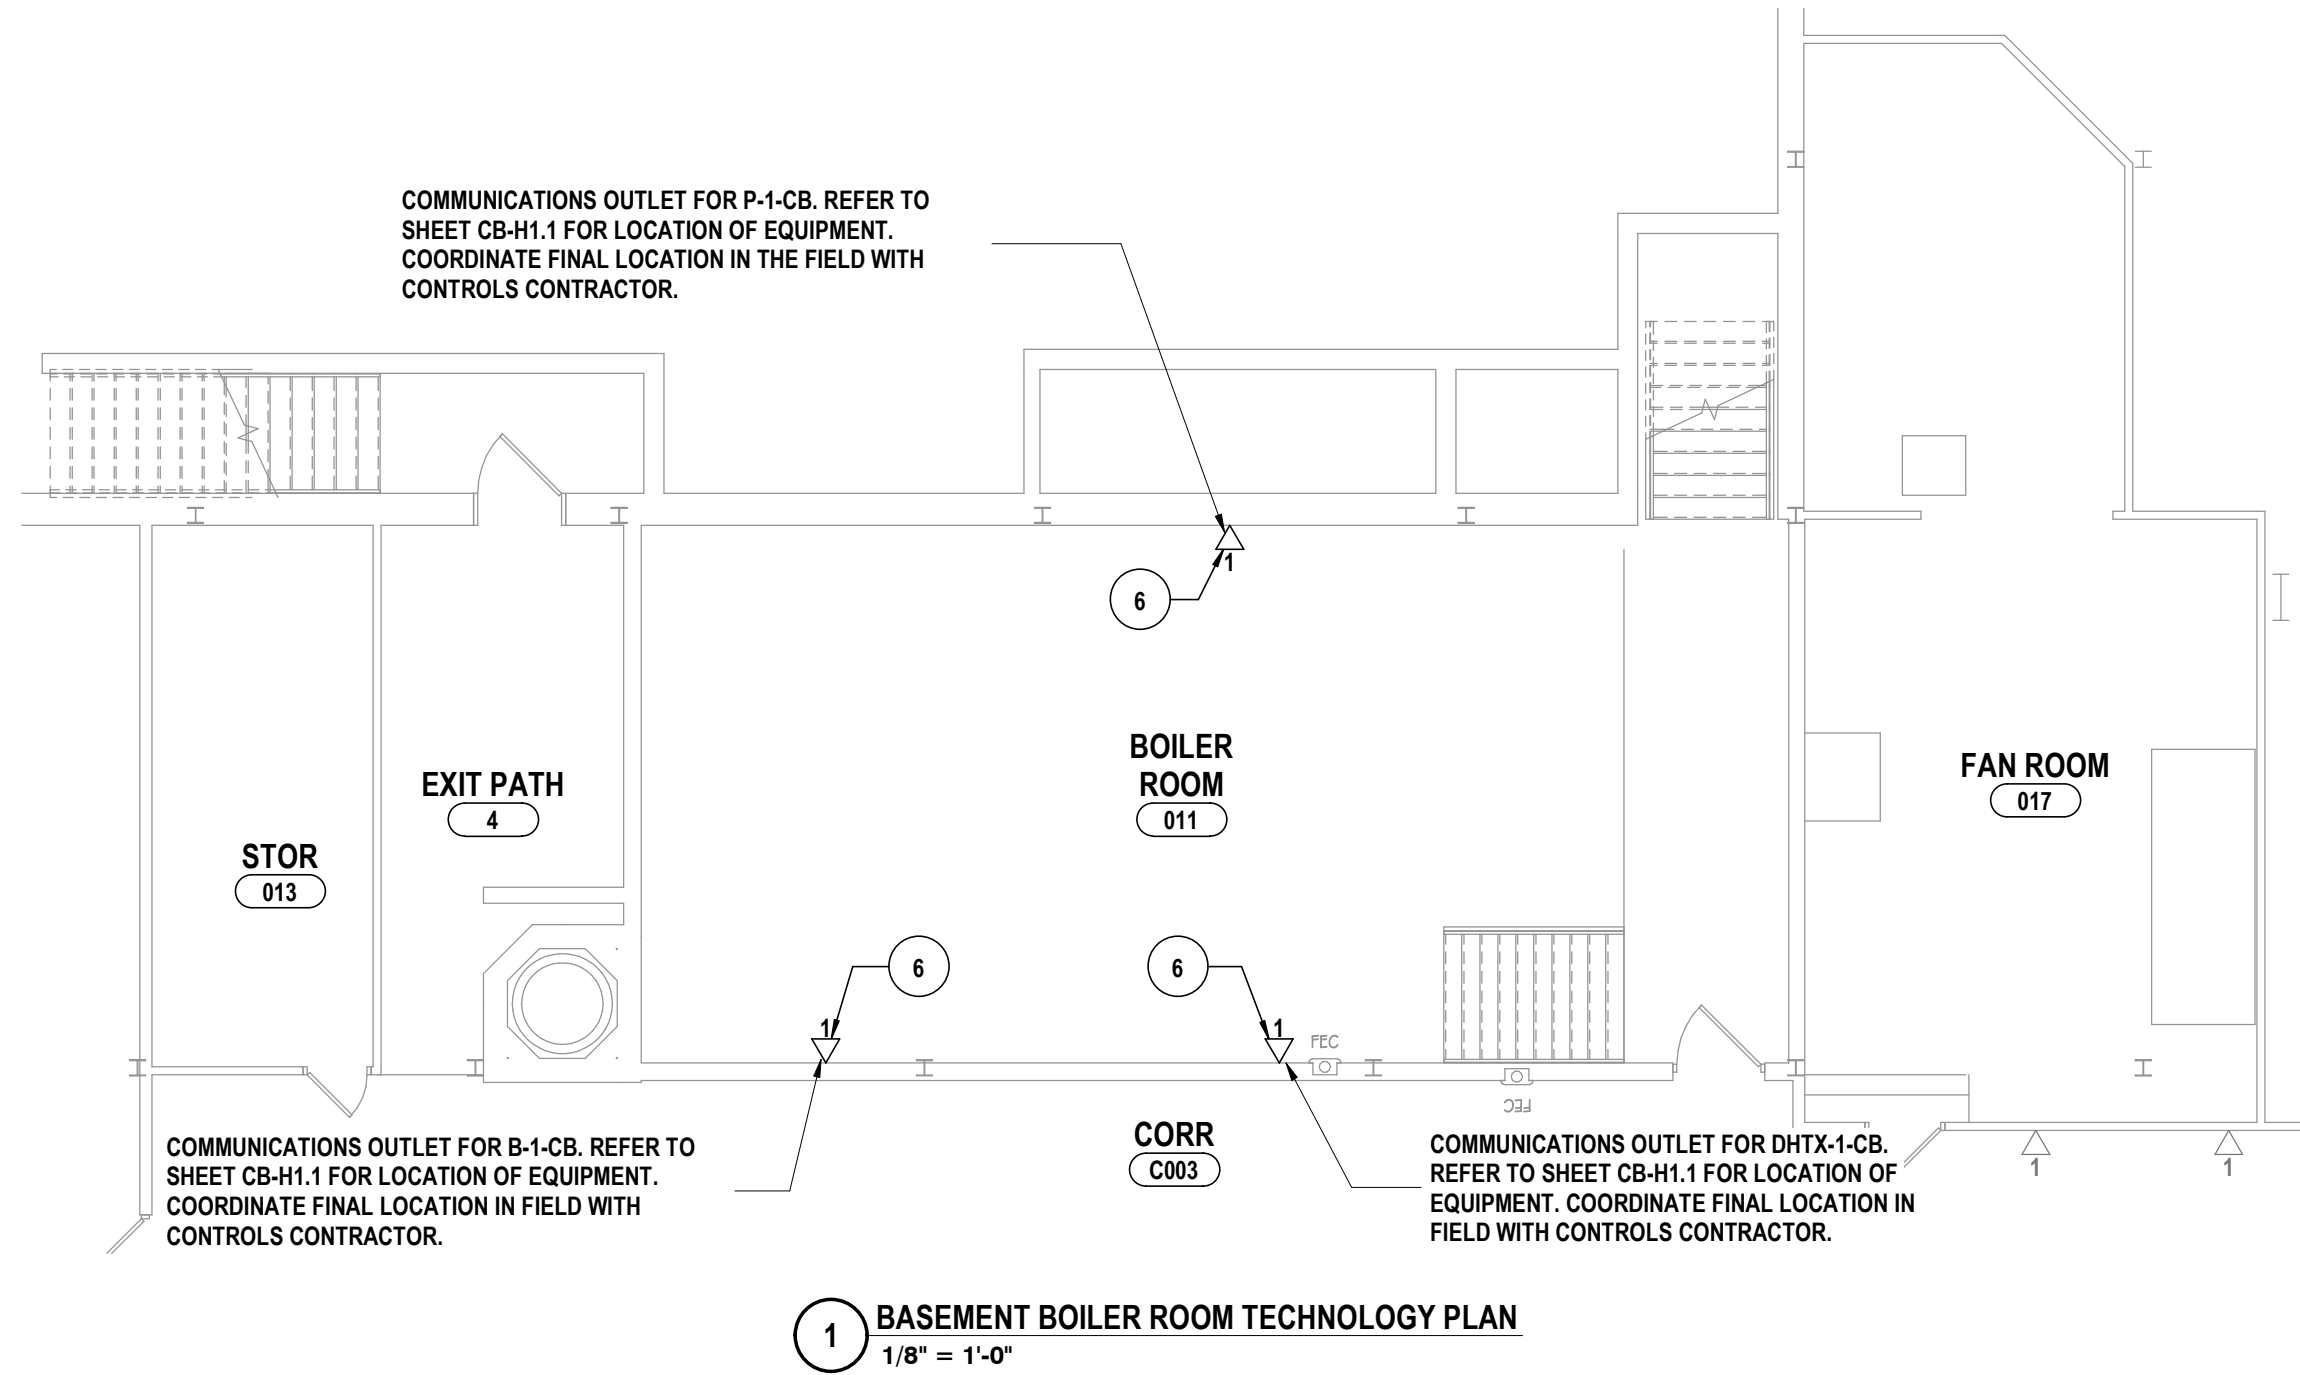 COMMUNICATIONS OUTLET FOR P-1-CB. REFER TO
SHEET CB-H1.1 FOR LOCATION OF EQUIPMENT.
COORDINATE FINAL LOCATION IN THE FIELD WITH
CONTROLS CONTRACTOR.
1
6
BOILER
ROOM
011
FAN ROOM
017
EXIT PATH
4
STOR
013
6
6
1
1
FEC
FEC
CORR
C003
COMMUNICATIONS OUTLET FOR B-1-CB. REFER TO
SHEET CB-H1.1 FOR LOCATION OF EQUIPMENT.
COORDINATE FINAL LOCATION IN FIELD WITH
CONTROLS CONTRACTOR.
COMMUNICATIONS OUTLET FOR DHTX-1-CB.
REFER TO SHEET CB-H1.1 FOR LOCATION OF
EQUIPMENT. COORDINATE FINAL LOCATION IN
FIELD WITH CONTROLS CONTRACTOR.
1
1
1
BASEMENT BOILER ROOM TECHNOLOGY PLAN
1/8" = 1'-0"